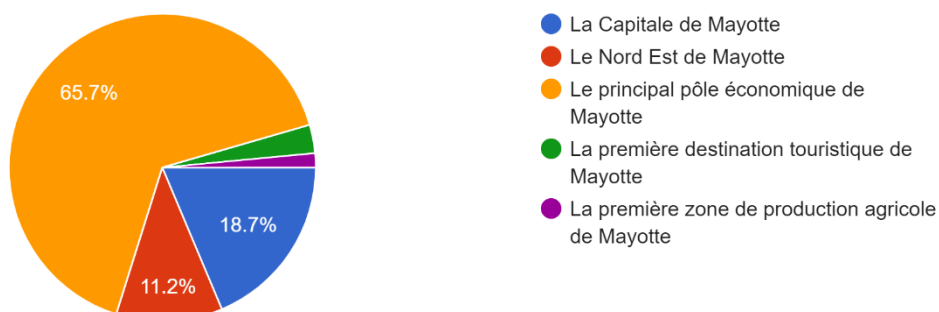 65.7%
18.7%
11.2%
La Capitale de Mayotte
Le Nord Est de Mayotte
Le principal pôle économique de
Mayotte
La première destination touristique de
Mayotte
La première zone de production agricole
de Mayotte